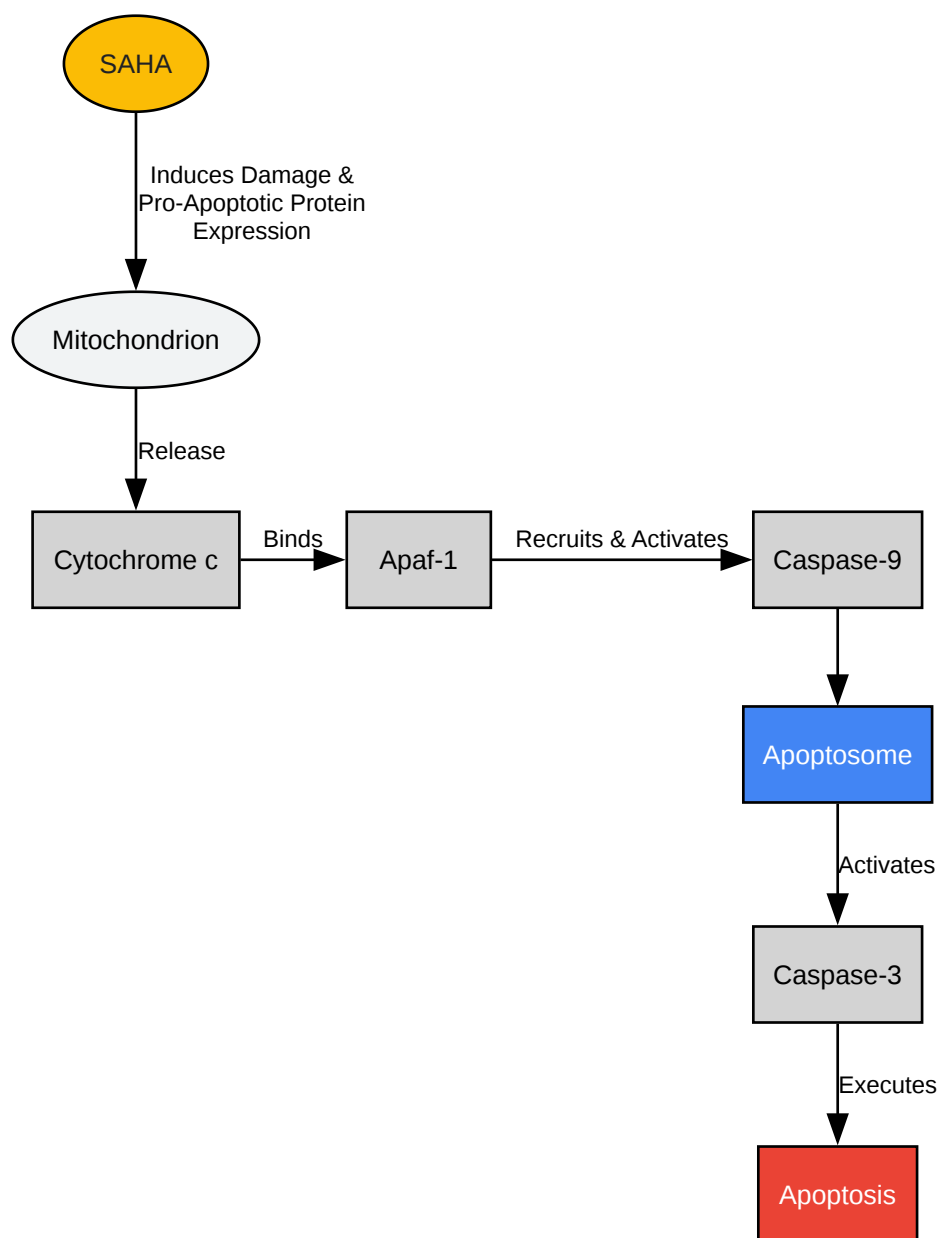 SAHA
Induces Damage &
Pro-Apoptotic Protein
Expression
Mitochondrion
Release
Cytochrome c
Binds
Apaf-1
Recruits & Activates
Caspase-9
Apoptosome
Activates
Caspase-3
Executes
Apoptosis